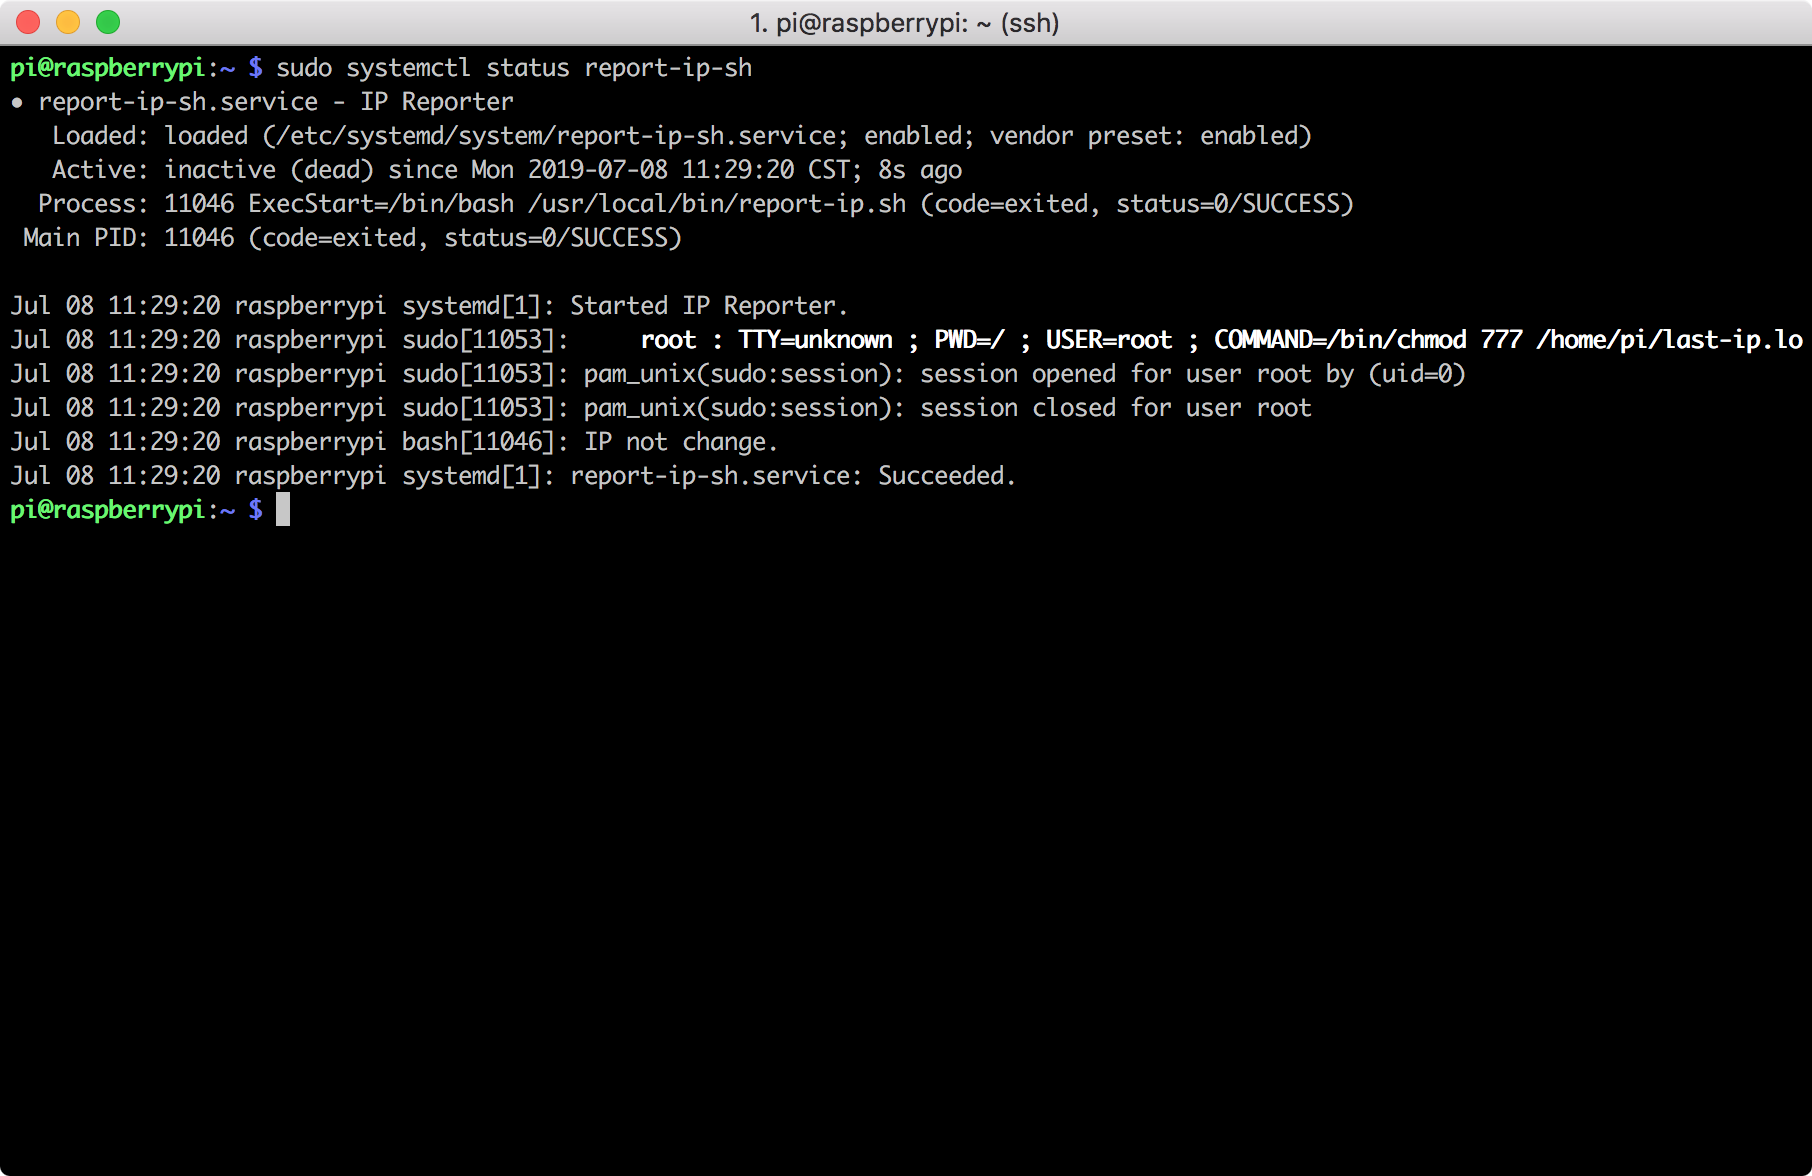 1. pi@raspberrypi: ~ (ssh)
pi@raspberrypi:~ $ sudo systemctl status report-ip-sh
● report-ip-sh.service - IP Reporter
   Loaded: loaded (/etc/systemd/system/report-ip-sh.service; enabled; vendor preset: enabled)
   Active: inactive (dead) since Mon 2019-07-08 11:29:20 CST; 8s ago
  Process: 11046 ExecStart=/bin/bash /usr/local/bin/report-ip.sh (code=exited, status=0/SUCCESS)
 Main PID: 11046 (code=exited, status=0/SUCCESS)

Jul 08 11:29:20 raspberrypi systemd[1]: Started IP Reporter.
Jul 08 11:29:20 raspberrypi sudo[11053]:     root : TTY=unknown ; PWD=/ ; USER=root ; COMMAND=/bin/chmod 777 /home/pi/last-ip.lo
Jul 08 11:29:20 raspberrypi sudo[11053]: pam_unix(sudo:session): session opened for user root by (uid=0)
Jul 08 11:29:20 raspberrypi sudo[11053]: pam_unix(sudo:session): session closed for user root
Jul 08 11:29:20 raspberrypi bash[11046]: IP not change.
Jul 08 11:29:20 raspberrypi systemd[1]: report-ip-sh.service: Succeeded.
pi@raspberrypi:~ $